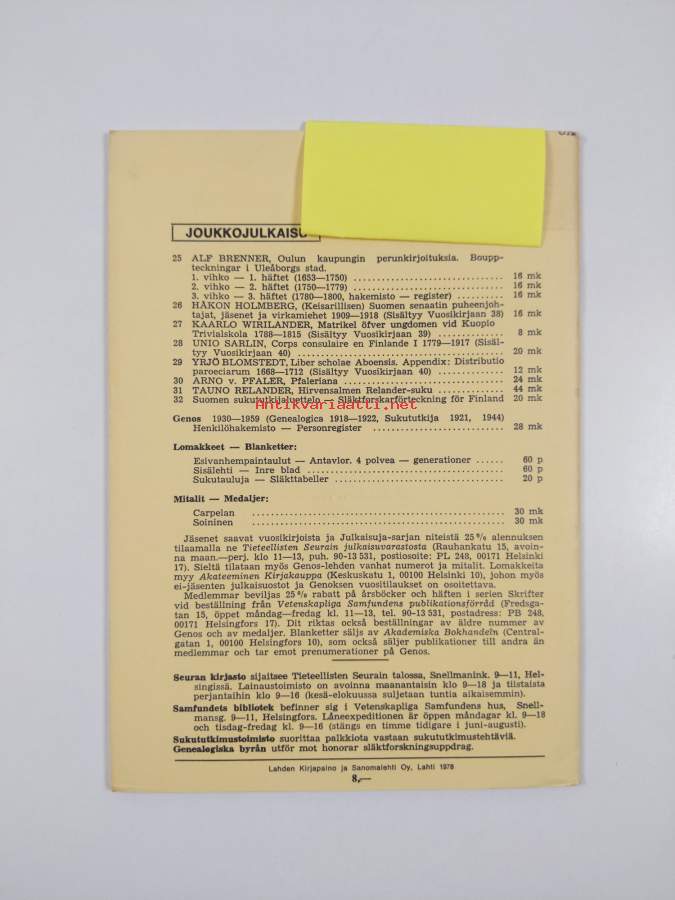 JOUKKOJULKAISU
25 ALF BRENNER, Oulun kaupungin perunkirjoituksia. Boupp-
teckningar i Uleåborgs stad.
1. vihko — 1. häftet (1653—1750) .............................. 16 mk
2. vihko — 2. häftet (1750—1779) .............................. 16 mk
3. vihko — 3. häftet (1780—1800, hakemisto — register) .......... 16 mk
26 HÅKON HOLMBERG, (Keisarillisen) Suomen senaatin puheenjoh-
tajat, jäsenet ja virkamiehet 1909—1918 (Sisältyy Vuosikirjaan 38) 16 mk
27 KAARLO WIRILANDER, Matrikel öfver ungdomen vid Kuopio
Trivialskola 1788—1815 (Sisältyy Vuosikirjaan 39) ................ 8 mk
28 UNIO SARLIN, Corps consulaire en Finlande I 1779—1917 (Sisäl-
tyy Vuosikirjaan 40) ........................................ 20 mk
29 YRJÖ BLOMSTEDT, Liber scholae Aboensis. Appendix: Distributio
paroeciarum 1668—1712 (Sisältyy Vuosikirjaan 40) .............. 12 mk
30 ARNO v. PFALER, Pfaleriana .................................. 24 mk
31 TAUNO RELANDER, Hirvensalmen Relander-suku .............. 44 mk
32 Suomen sukututkijaluettelo — Släktforskarförteckning för Finland 20 mk
Antikvariaatti.net
Genos 1930—1959 (Genealogica 1918—1922, Sukututkija 1921, 1944)
Henkilöhakemisto — Personregister .......................... 28 mk
Lomakkeet — Blanketter:
Esivanhempaintaulut — Antavlor. 4 polvea — generationer ...... 60 p
Sisälehti — Inre blad ........................................ 60 p
Sukutauluja — Släkttabeller .................................. 20 p
Mitalit — Medaljer:
Carpelan .................................................. 30 mk
Soininen .................................................. 30 mk
Jäsenet saavat vuosikirjoista ja Julkaisuja-sarjan niteistä 25 % alennuksen
tilaamalla ne Tieteellisten Seurain julkaisuvarastosta (Rauhankatu 15, avoin-
na maan.—perj. klo 11—13, puh. 90-13 531, postiosoite: PL 248, 00171 Helsinki
17). Sieltä tilataan myös Genos-lehden vanhat numerot ja mitalit. Lomakkeita
myy Akateeminen Kirjakauppa (Keskuskatu 1, 00100 Helsinki 10), johon myös
ei-jäsenten julkaisuostot ja Genoksen vuositilaukset on osoitettava.
Medlemmar beviljas 25 % rabatt på årsböcker och häften i serien Skrifter
vid beställning från Vetenskapliga Samfundens publikationsförråd (Fredsga-
tan 15, öppet måndag—fredag kl. 11—13, tel. 90-13 531, postadress: PB 248,
00171 Helsingfors 17). Dit riktas också beställningar av äldre nummer av
Genos och av medaljer. Blanketter säljs av Akademiska Bokhandeln (Central-
gatan 1, 00100 Helsingfors 10), som också säljer publikationer till andra än
medlemmar och tar emot prenumerationer på Genos.
Seuran kirjasto sijaitsee Tieteellisten Seurain talossa, Snellmanink. 9—11, Hel-
singissä. Lainaustoimisto on avoinna maanantaisin klo 9—18 ja tiistaista
perjantaihin klo 9—16 (kesä-elokuussa suljetaan tuntia aikaisemmin).
Samfundets bibliotek befinner sig i Vetenskapliga Samfundens hus, Snell-
mansg. 9—11, Helsingfors. Låneexpeditionen är öppen måndagar kl. 9—18
och tisdag-fredag kl. 9—16 (stängs en timme tidigare i juni-augusti).
Sukututkimustoimisto suorittaa palkkiota vastaan sukututkimustehtäviä.
Genealogiska byrån utför mot honorar släktforskningsuppdrag.
Lahden Kirjapaino ja Sanomalehti Oy, Lahti 1978
8,—